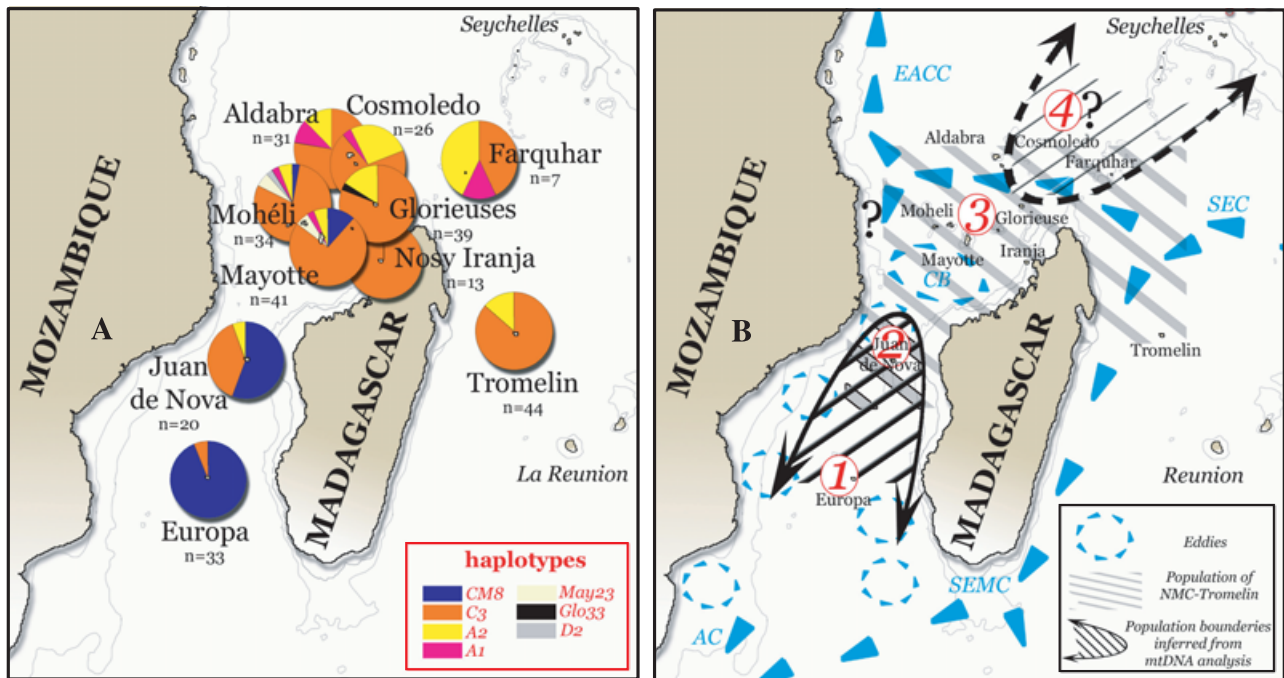 Seychelles
Cosmoledo
n=26
Aldabra
n=31
Farquhar
n=7
Mohéli
n=34
Glorieuses
n=39
Mayotte
n=41
Nosy Iranja
n=13
MOZAMBIQUE
A
Juan
de Nova
n=20
MADAGASCAR
Tromelin
n=44
La Reunion
Europa
n=33
haplotypes
CM8
C3
A2
A1
May23
Glo33
D2
Seychelles
EACC
4
?
Aldabra
Cosmoledo
Farquhar
SEC
?
Moheli
3
Glorieuse
Mayotte
Iranja
CB
MOZAMBIQUE
B
2
Juan
de Nova
Tromelin
MADAGASCAR
1
Europa
Reunion
SEMC
AC
Eddies
Population of
NMC-Tromelin
Population bounderies
inferred from
mtDNA analysis